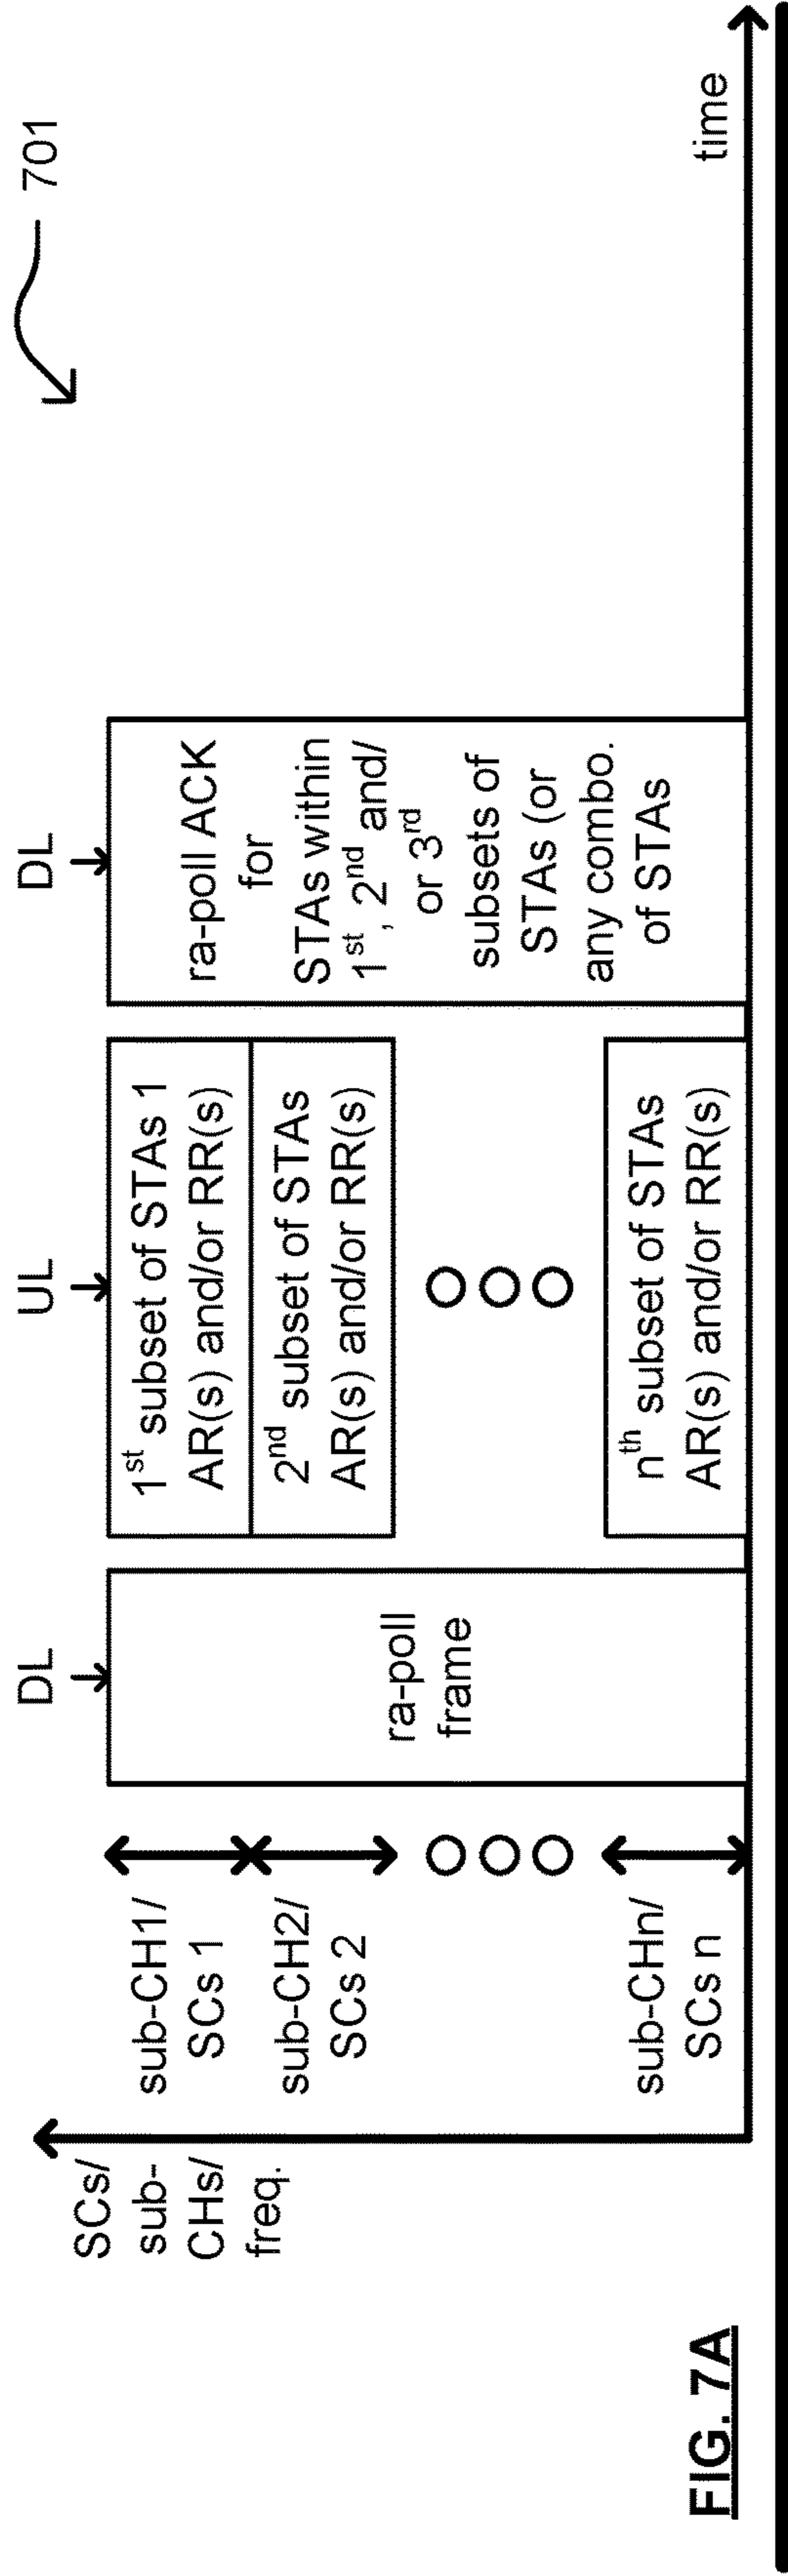 701
DL
UL
DL
SCs/
sub-
CHs/
freq.
sub-CH1/
SCs 1
sub-CH2/
SCs 2
sub-CHn/
SCs n
ra-poll
frame
1st subset of STAs 1
AR(s) and/or RR(s)
2nd subset of STAs
AR(s) and/or RR(s)
nth subset of STAs
AR(s) and/or RR(s)
ra-poll ACK
for
STAs within
1st, 2nd and/
or 3rd
subsets of
STAs (or
any combo.
of STAs
time
FIG. 7A